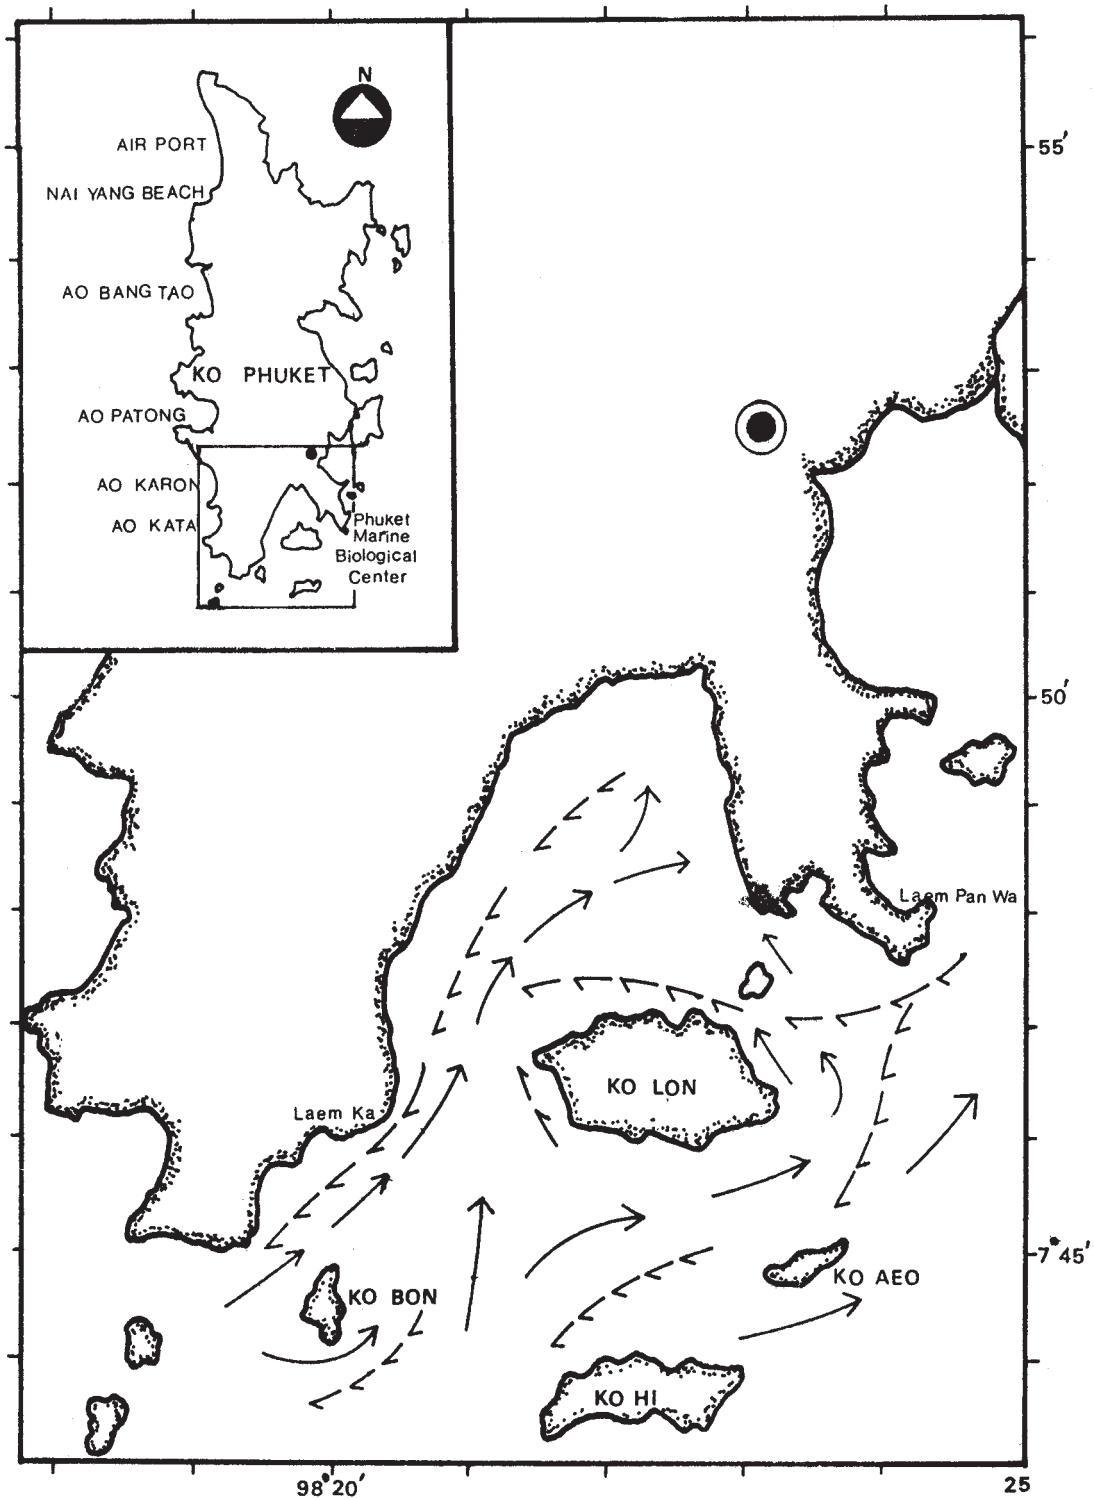 N
AIR PORT
NAI YANG BEACH
AO BANG TAO
KO PHUKET
AO PATONG
AO KARON
AO KATA
Phuket
Marine
Biological
Center
55'
50'
Laem Pan Wa
KO LON
Laem Ka
7°45'
KO AEO
KO BON
KO HI
98°20'
25